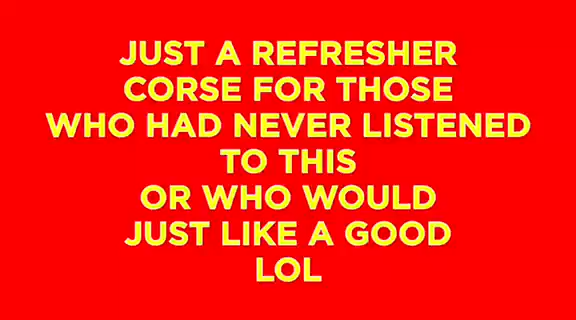 JUST A REFRESHER
CORSE FOR THOSE
WHO HAD NEVER LISTENED
TO THIS
OR WHO WOULD
JUST LIKE A GOOD
LOL